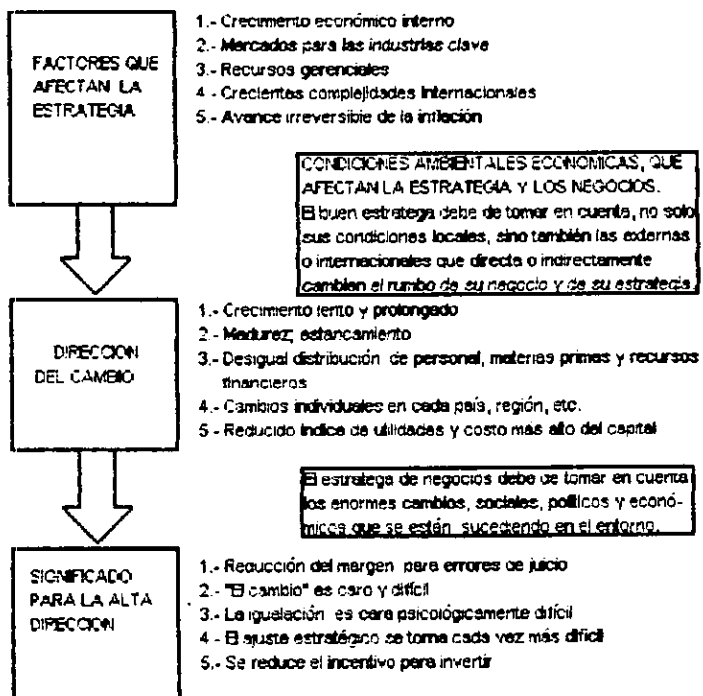 FACTORES QUE
AFECTAN LA
ESTRATEGIA
1.- Crecimento económico interno
2.- Mercados para las industrias clave
3.- Recursos gerenciales
4.- Crecientes complejidades Internacionales
5.- Avance irreversible de la inflación
CONDICIONES AMBIENTALES ECONOMICAS, QUE
AFECTAN LA ESTRATEGIA Y LOS NEGOCIOS.
El buen estratega debe de tomar en cuenta, no solo
sus condiciones locales, sino también las externas
o internacionales que directa o indirectamente
cambian el rumbo de su negocio y de su estrategia.
DIRECCION
DEL CAMBIO
1.- Crecimiento lento y prolongado
2.- Madurez; estancamiento
3.- Desigual distribución de personal, materias primas y recursos
financieros
4.- Cambios individuales en cada país, región, etc.
5.- Reducido índice de utilidades y costo más alto del capital
El estratega de negocios debe de tomar en cuenta
los enormes cambios, sociales, políticos y econó-
micos que se están sucediendo en el entorno.
SIGNIFICADO
PARA LA ALTA
DIRECCION
1.- Reducción del margen para errores de juicio
2.- "El cambio" es caro y difícil
3.- La igualación es cara psicológicamente difícil
4.- El ajuste estratégico se torna cada vez más difícil
5.- Se reduce el incentivo para invertir